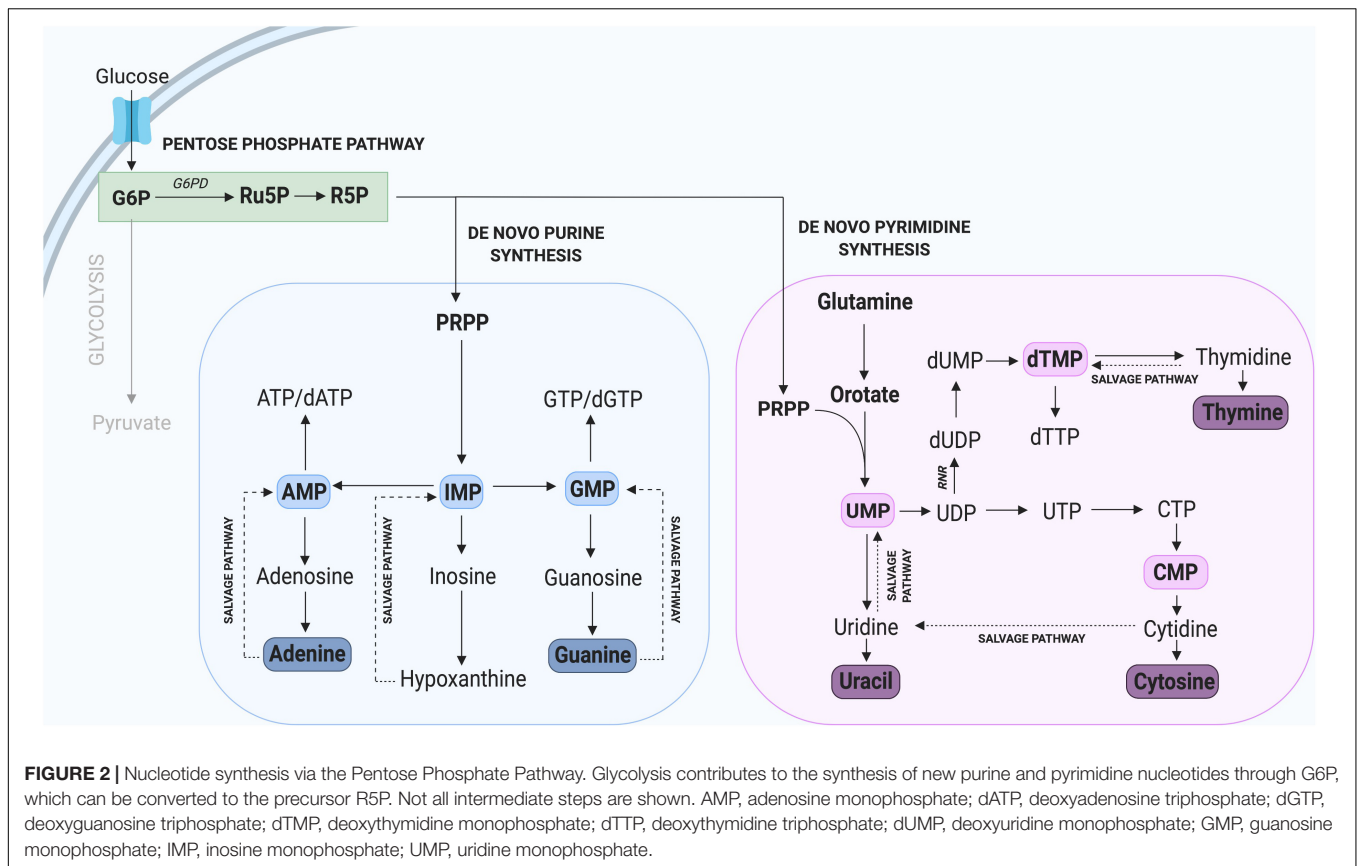 Glucose
PENTOSE PHOSPHATE PATHWAY
G6P
G6PD
Ru5P
R5P
GLYCOLYSIS
Pyruvate
DE NOVO PURINE
SYNTHESIS
PRPP
ATP/dATP
GTP/dGTP
AMP
IMP
GMP
SALVAGE PATHWAY
SALVAGE PATHWAY
SALVAGE PATHWAY
Adenosine
Inosine
Guanosine
Adenine
Guanine
Hypoxanthine
DE NOVO PYRIMIDINE
SYNTHESIS
Glutamine
dUMP
dTMP
Thymidine
SALVAGE PATHWAY
Orotate
PRPP
Thymine
dUDP
dTTP
RNR
UMP
UDP
UTP
CTP
SALVAGE
PATHWAY
CMP
Uridine
SALVAGE PATHWAY
Cytidine
Uracil
Cytosine
FIGURE 2 | Nucleotide synthesis via the Pentose Phosphate Pathway. Glycolysis contributes to the synthesis of new purine and pyrimidine nucleotides through G6P,
which can be converted to the precursor R5P. Not all intermediate steps are shown. AMP, adenosine monophosphate; dATP, deoxyadenosine triphosphate; dGTP,
deoxyguanosine triphosphate; dTMP, deoxythymidine monophosphate; dTTP, deoxythymidine triphosphate; dUMP, deoxyuridine monophosphate; GMP, guanosine
monophosphate; IMP, inosine monophosphate; UMP, uridine monophosphate.